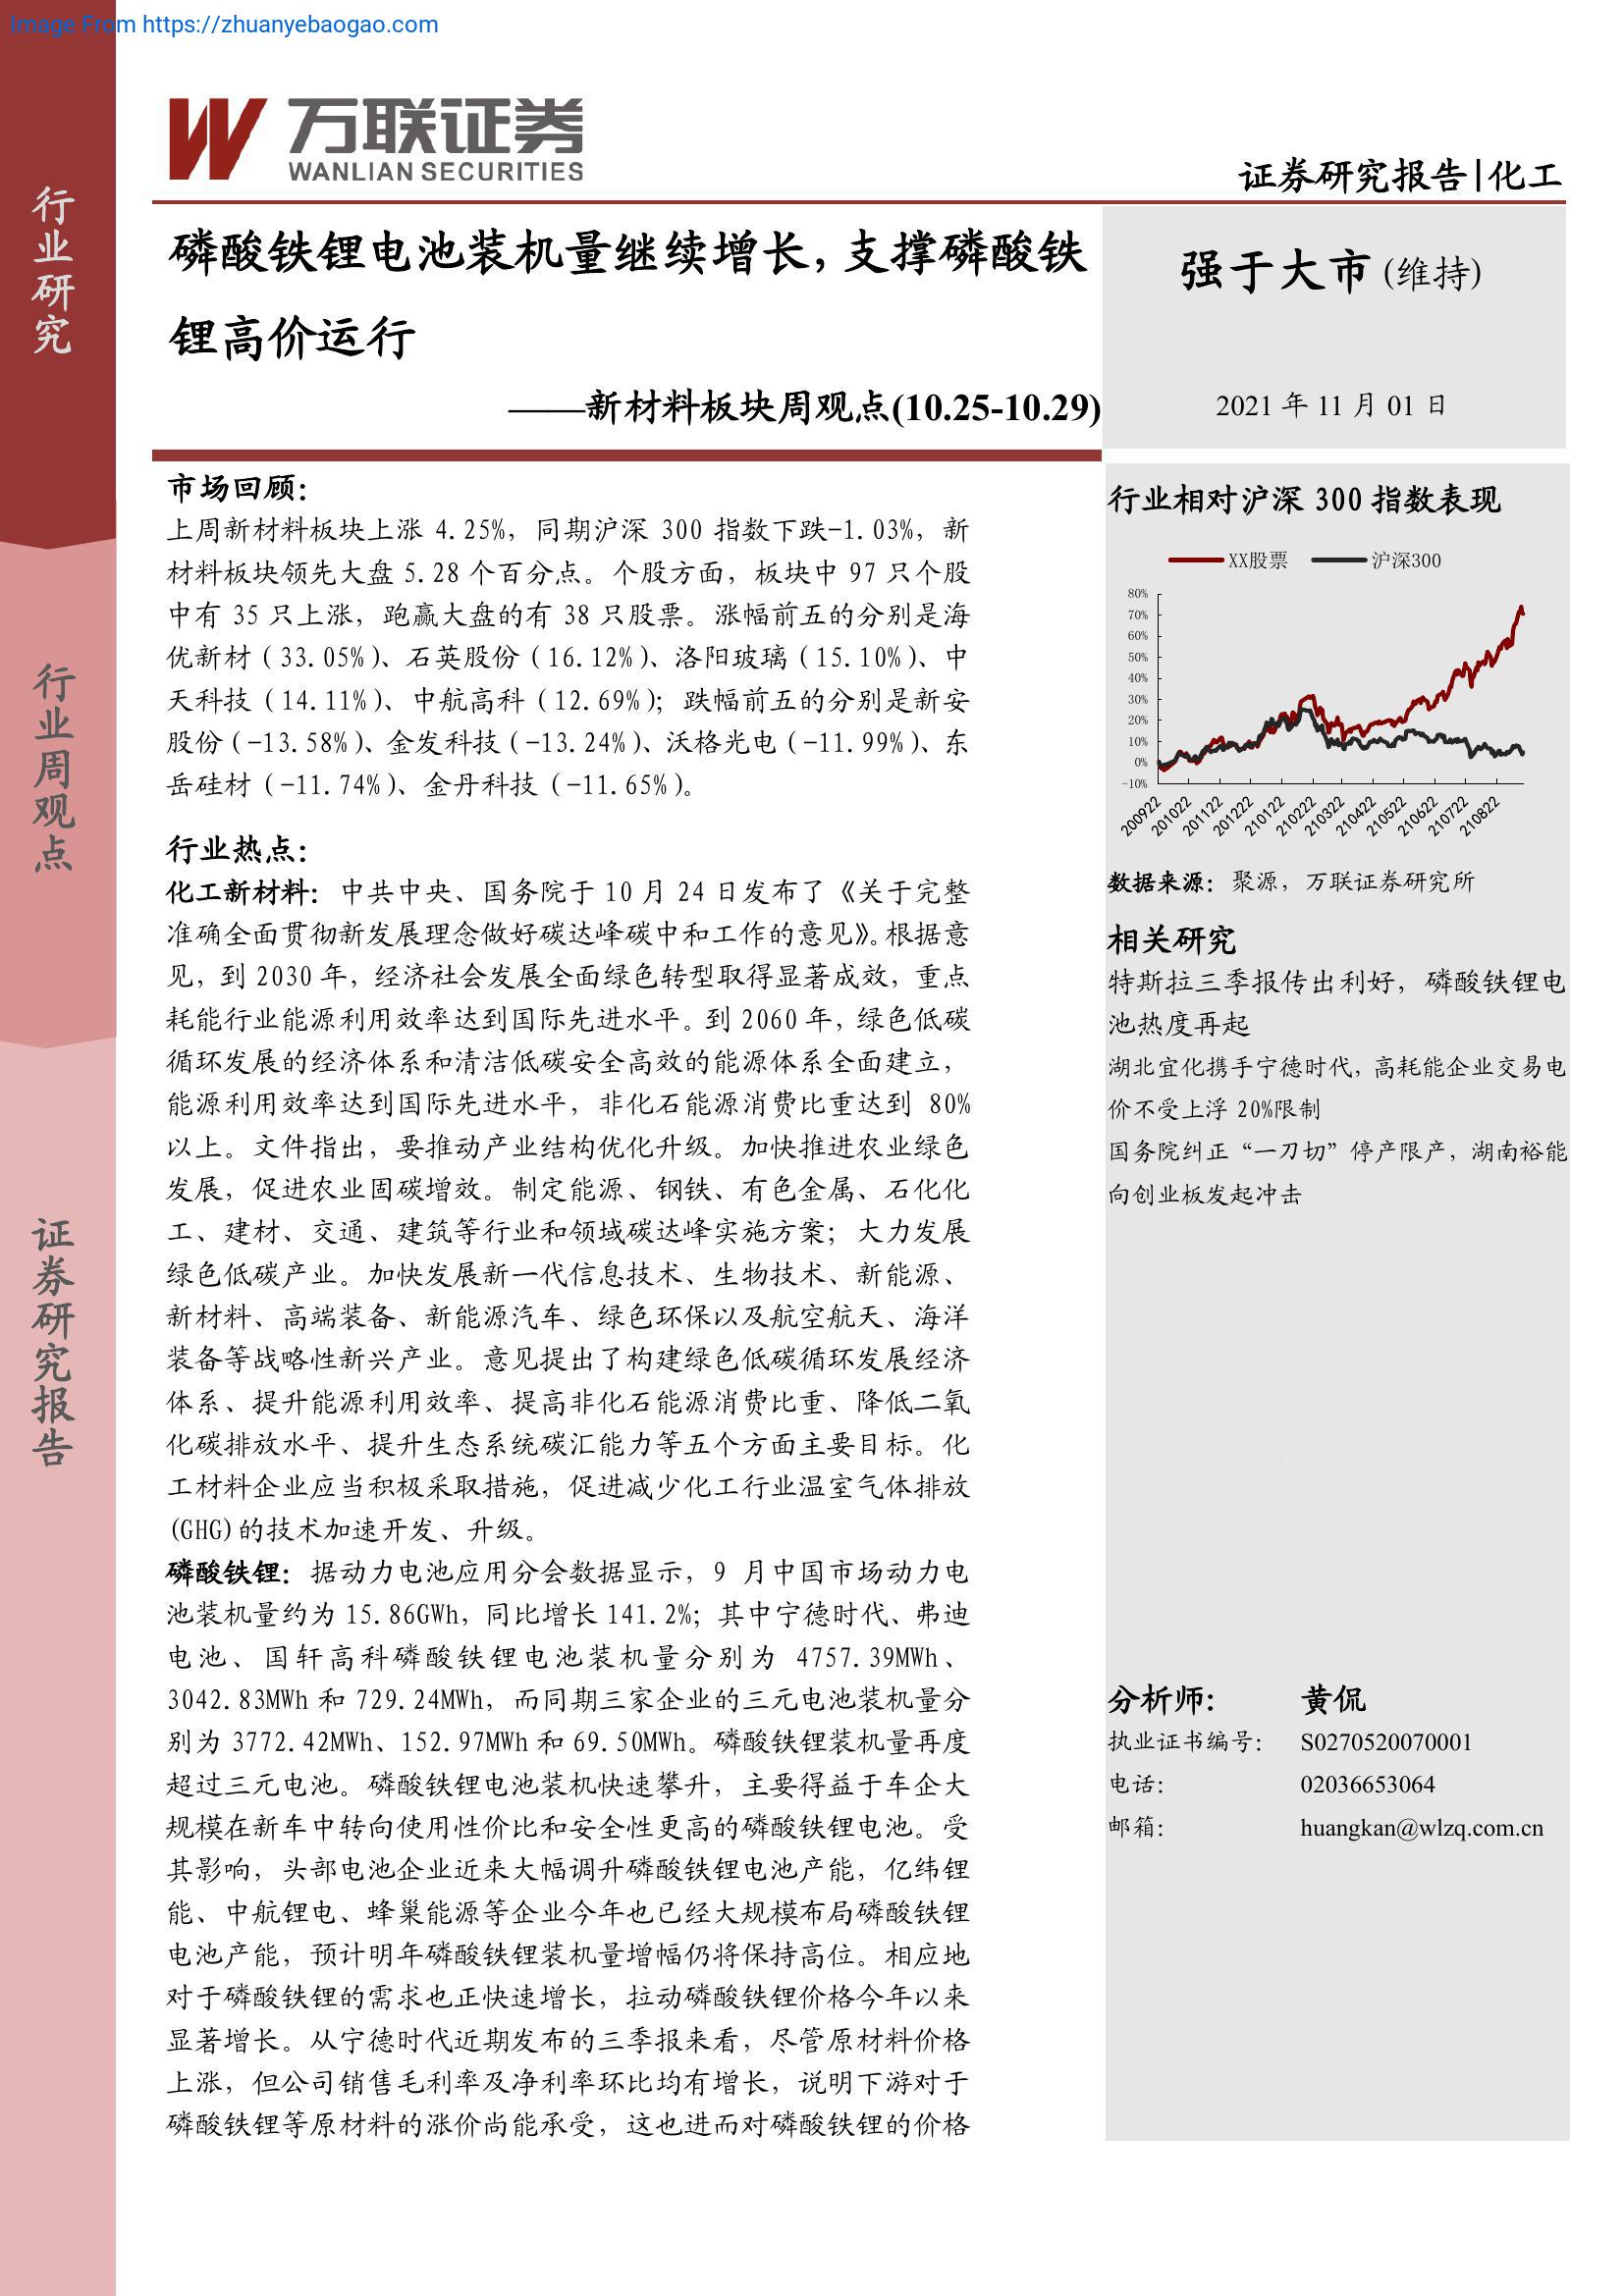 Image From https://zhuanyebaogao.com
行业研究
行业周观点
证券研究报告
万联证券
WANLIAN SECURITIES
证券研究报告|化工
磷酸铁锂电池装机量继续增长，支撑磷酸铁
锂高价运行
——新材料板块周观点(10.25-10.29)
强于大市(维持)
2021 年 11 月 01 日
市场回顾：
上周新材料板块上涨 4.25%，同期沪深 300 指数下跌-1.03%，新
材料板块领先大盘 5.28 个百分点。个股方面，板块中 97 只个股
中有 35 只上涨，跑赢大盘的有 38 只股票。涨幅前五的分别是海
优新材（33.05%）、石英股份（16.12%）、洛阳玻璃（15.10%）、中
天科技（14.11%）、中航高科（12.69%）；跌幅前五的分别是新安
股份（-13.58%）、金发科技（-13.24%）、沃格光电（-11.99%）、东
岳硅材（-11.74%）、金丹科技（-11.65%）。
行业热点：
化工新材料：中共中央、国务院于 10 月 24 日发布了《关于完整
准确全面贯彻新发展理念做好碳达峰碳中和工作的意见》。根据意
见，到 2030 年，经济社会发展全面绿色转型取得显著成效，重点
耗能行业能源利用效率达到国际先进水平。到 2060 年，绿色低碳
循环发展的经济体系和清洁低碳安全高效的能源体系全面建立，
能源利用效率达到国际先进水平，非化石能源消费比重达到 80%
以上。文件指出，要推动产业结构优化升级。加快推进农业绿色
发展，促进农业固碳增效。制定能源、钢铁、有色金属、石化化
工、建材、交通、建筑等行业和领域碳达峰实施方案；大力发展
绿色低碳产业。加快发展新一代信息技术、生物技术、新能源、
新材料、高端装备、新能源汽车、绿色环保以及航空航天、海洋
装备等战略性新兴产业。意见提出了构建绿色低碳循环发展经济
体系、提升能源利用效率、提高非化石能源消费比重、降低二氧
化碳排放水平、提升生态系统碳汇能力等五个方面主要目标。化
工材料企业应当积极采取措施，促进减少化工行业温室气体排放
(GHG)的技术加速开发、升级。
磷酸铁锂：据动力电池应用分会数据显示，9 月中国市场动力电
池装机量约为 15.86GWh，同比增长 141.2%；其中宁德时代、弗迪
电池、国轩高科磷酸铁锂电池装机量分别为 4757.39MWh、
3042.83MWh 和 729.24MWh，而同期三家企业的三元电池装机量分
别为 3772.42MWh、152.97MWh 和 69.50MWh。磷酸铁锂装机量再度
超过三元电池。磷酸铁锂电池装机快速攀升，主要得益于车企大
规模在新车中转向使用性价比和安全性更高的磷酸铁锂电池。受
其影响，头部电池企业近来大幅调升磷酸铁锂电池产能，亿纬锂
能、中航锂电、蜂巢能源等企业今年也已经大规模布局磷酸铁锂
电池产能，预计明年磷酸铁锂装机量增幅仍将保持高位。相应地
对于磷酸铁锂的需求也正快速增长，拉动磷酸铁锂价格今年以来
显著增长。从宁德时代近期发布的三季报来看，尽管原材料价格
上涨，但公司销售毛利率及净利率环比均有增长，说明下游对于
磷酸铁锂等原材料的涨价尚能承受，这也进而对磷酸铁锂的价格
行业相对沪深 300 指数表现
XX股票 沪深300
80%
70%
60%
50%
40%
30%
20%
10%
0%
-10%
200922 201022 201122 201222 210122 210222 210322 210422 210522 210622 210722 210822
数据来源：聚源，万联证券研究所
相关研究
特斯拉三季报传出利好，磷酸铁锂电
池热度再起
湖北宜化携手宁德时代，高耗能企业交易电
价不受上浮 20%限制
国务院纠正“一刀切”停产限产，湖南裕能
向创业板发起冲击
分析师： 黄侃
执业证书编号： S0270520070001
电话： 02036653064
邮箱： huangkan@wlzq.com.cn